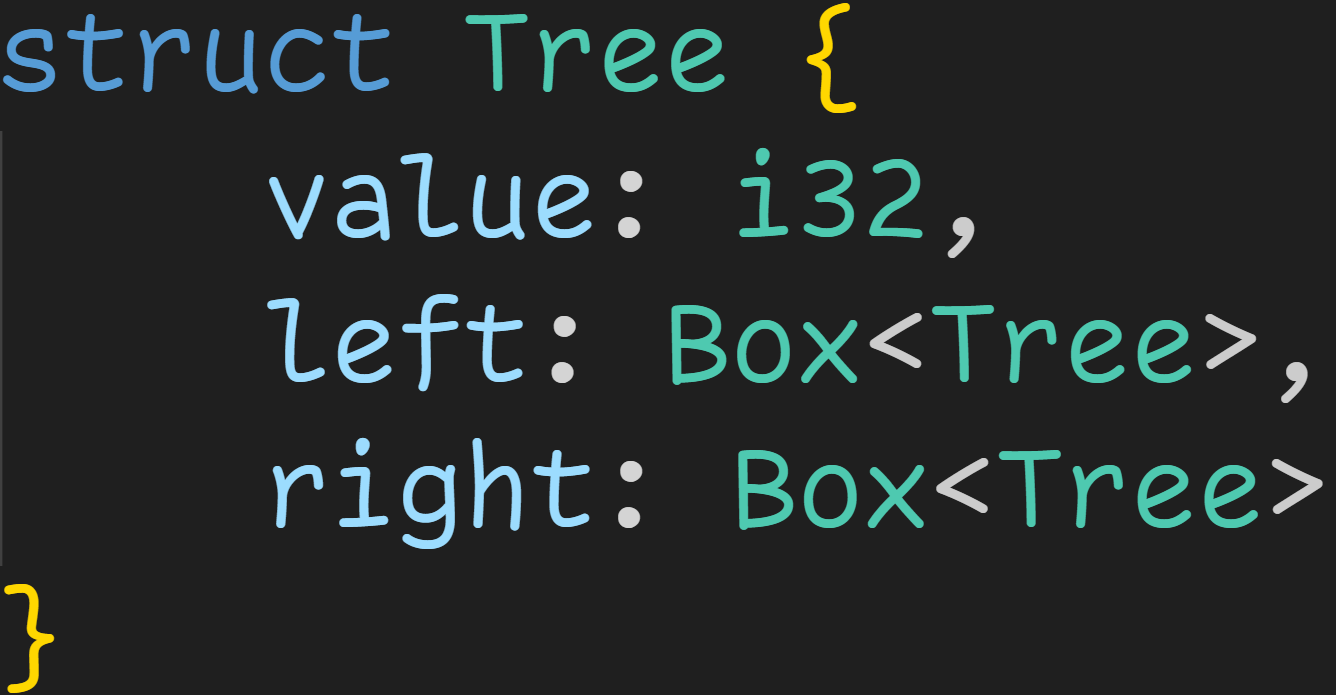 struct Tree {
    value: i32,
    left: Box<Tree>,
    right: Box<Tree>
}